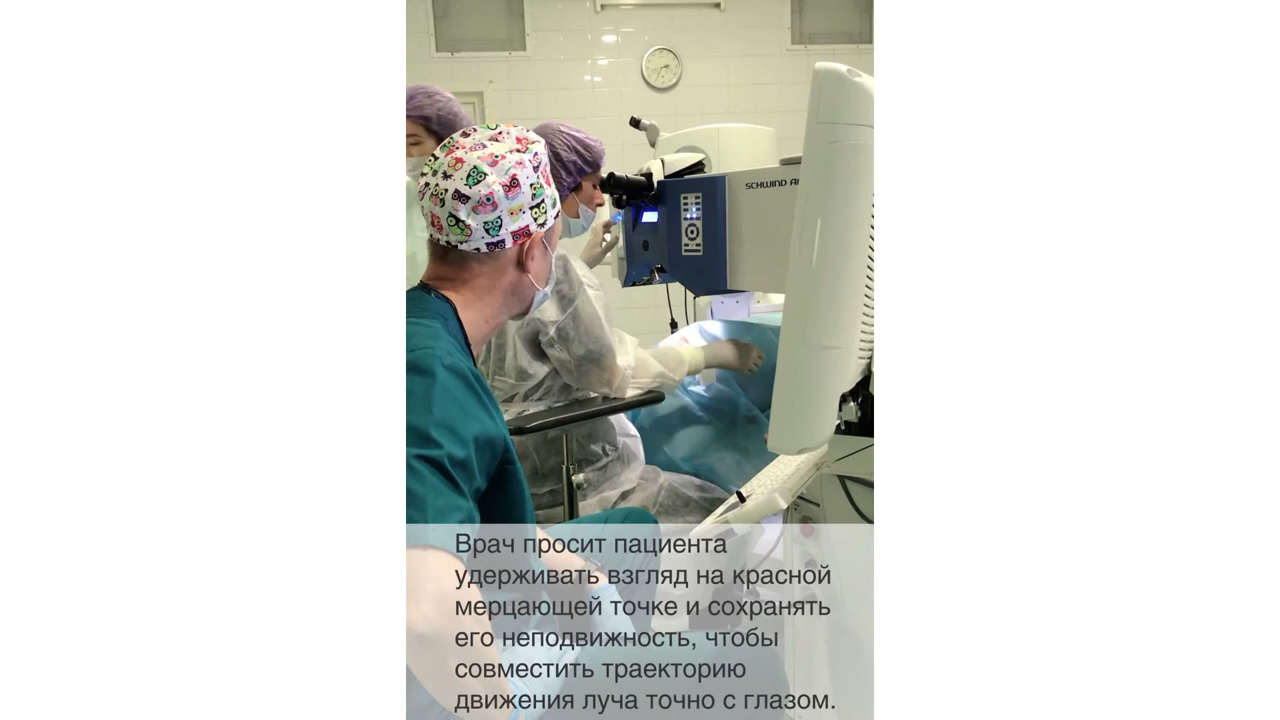 SCHWIND
Врач просит пациента
удерживать взгляд на красной
мерцающей точке и сохранять
его неподвижность, чтобы
совместить траекторию
движения луча точно с глазом.